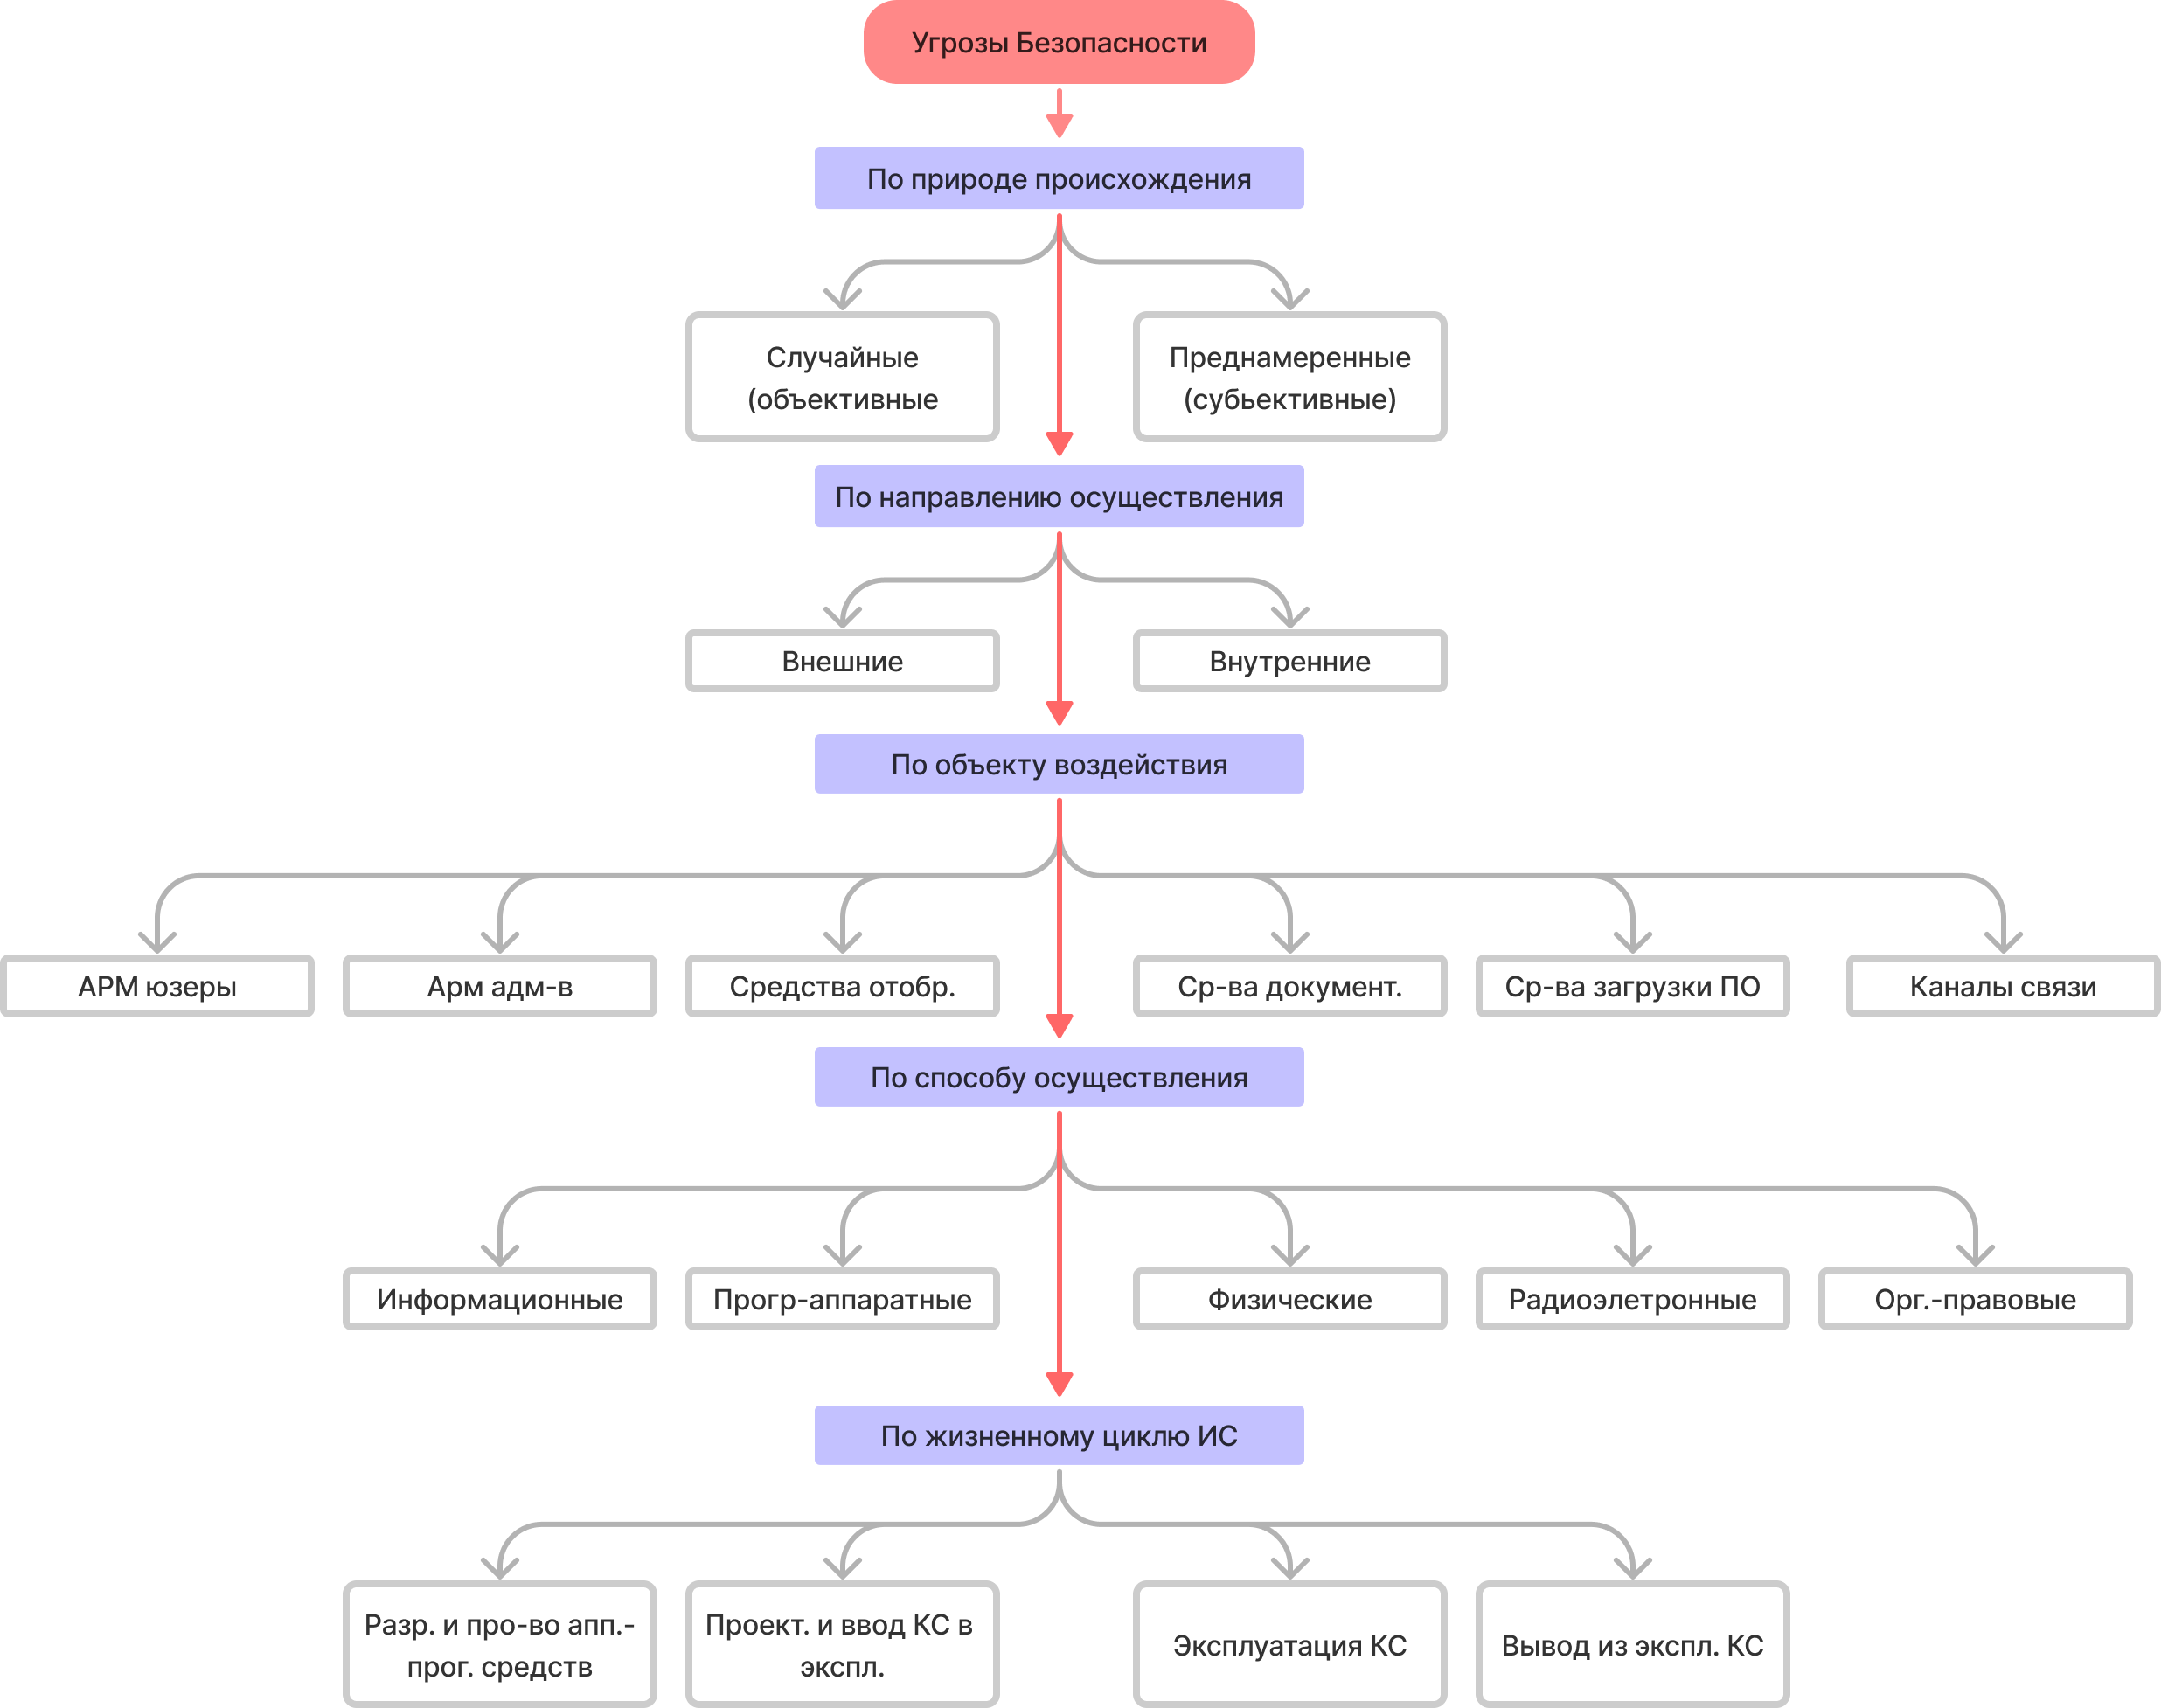 Угрозы Безопасности
По природе происхождения
Случайные
(объективные
Преднамеренные
(субъективные)
По направлению осуществления
Внешние
Внутренние
По объекту воздействия
АРМ юзеры
Арм адм-в
Средства отобр.
Ср-ва докумет.
Ср-ва загрузки ПО
Каналы связи
По способу осуществления
Информационные
Прогр-аппаратные
Физические
Радиоэлетронные
Орг.-правовые
По жизненному циклю ИС
Разр. и про-во апп.-
прог. средств
Проект. и ввод КС в
экспл.
Эксплуатация КС
Вывод из экспл. КС